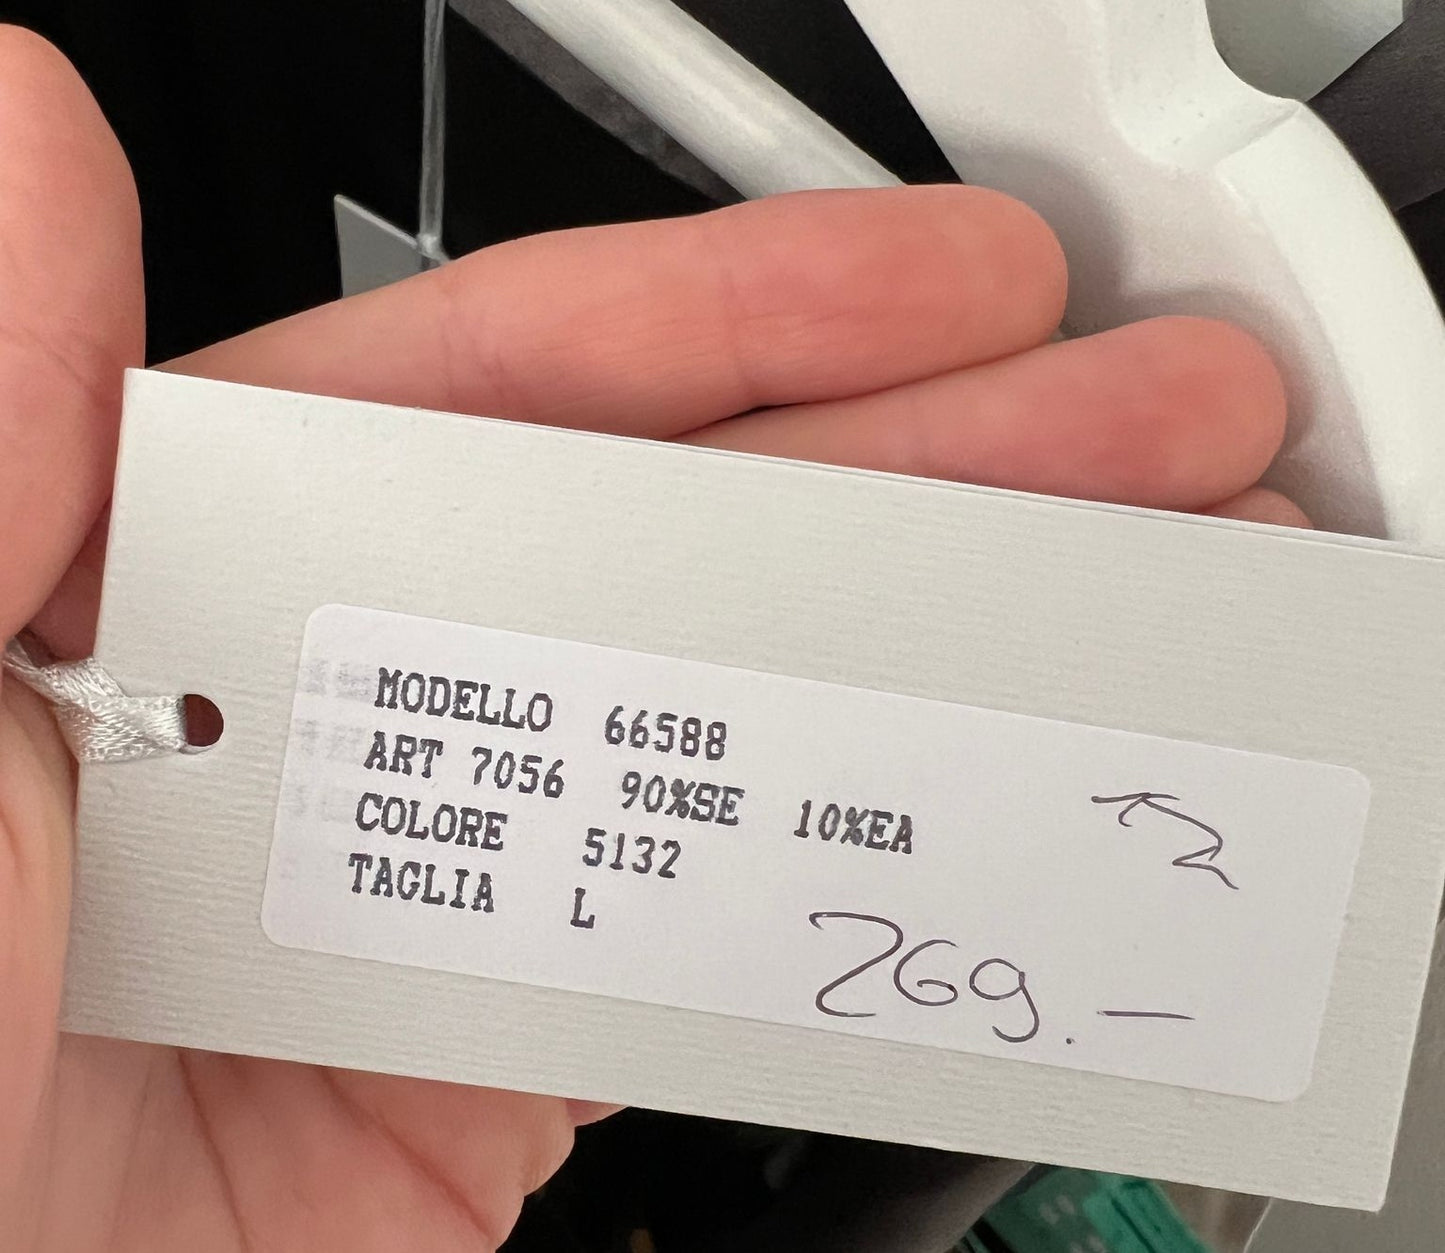 MODELLO 66588
ART 7056 90%SE 10%EA
COLORE 5132
TAGLIA L
269.—